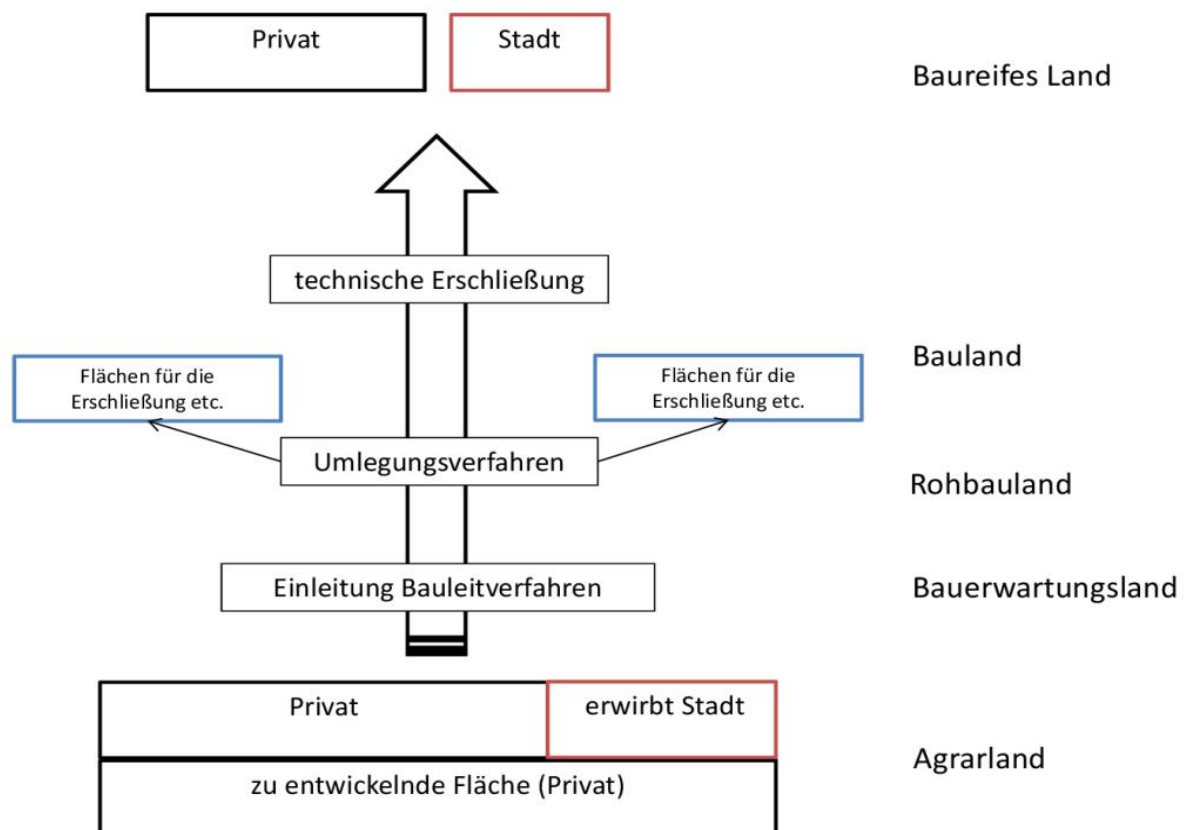 Privat
Stadt
Baureifes Land
technische Erschließung
Bauland
Flächen für die
Erschließung etc.
Flächen für die
Erschließung etc.
Umlegungsverfahren
Rohbauland
Einleitung Bauleitverfahren
Bauerwartungsland
Privat
erwirbt Stadt
Agrarland
zu entwickelnde Fläche (Privat)